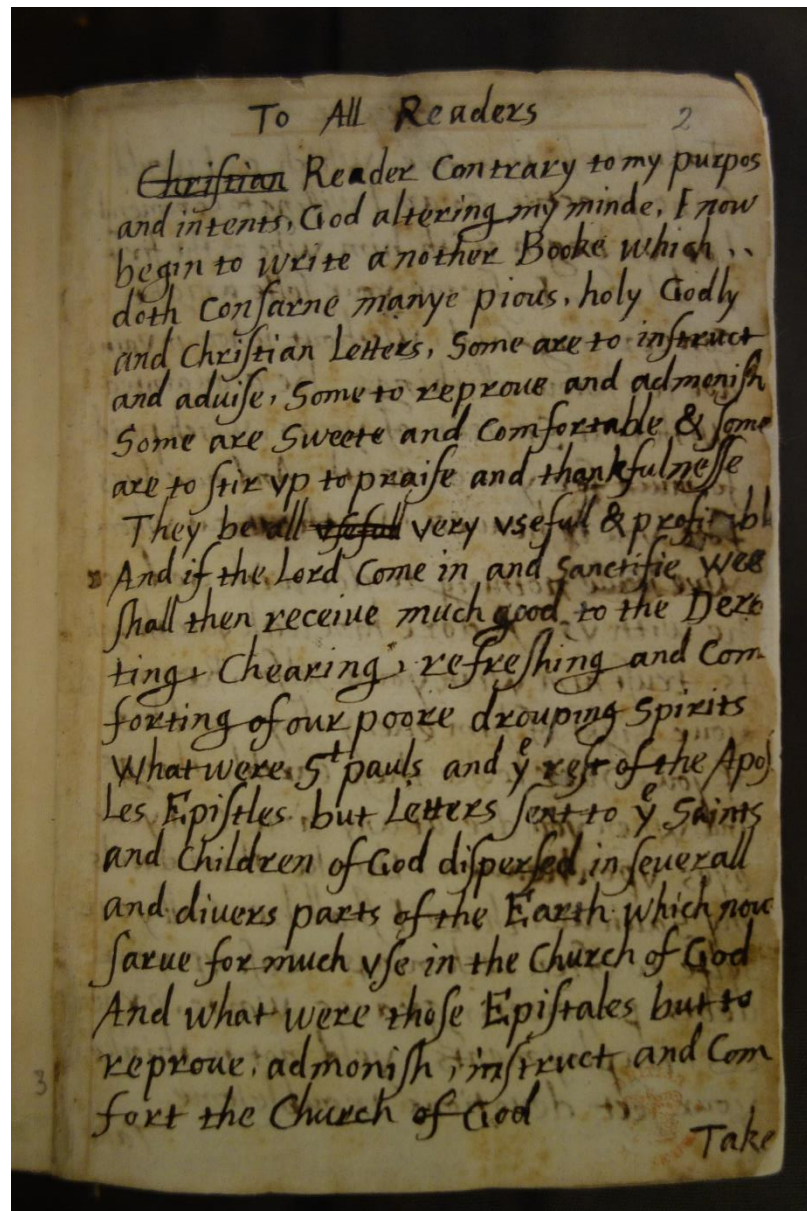 To All Readers 2
Chriſtian Reader Contrary to my purpos
and intents, God altering my minde, I now
begin to write another Booke which ..
doth Conſarne manye pious, holy Godly
and Chriſtian Letters, Some are to inſtruct
and aduiſe, Some to reproue and admoniſh
Some are Sweete and Comfortable & ſome
are to ſtir vp to praiſe and thankfulneſſe
They be all vſefull very vſefull & profitabl
And if the Lord Come in and Sanctifie Wee
ſhall then receiue much good to the
ting, Chearing, refreſhing and Com
forting of our poore drouping Spirits
What were St pauls and ye reſt of the Apoſ
Les Epiſtles but Letters ſent to ye Saints
and Children of God diſperſed in ſeuerall
and diuers parts of the Earth which now
ſarue for much vſe in the Church of God
And what were thoſe Epiſtales but to
reproue, admoniſh, inſtruct and Com
fort the Church of God
3
Take